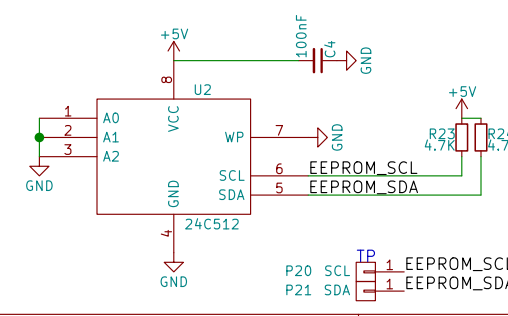 +5V
100nF
C4
GND
8
U2
+5V
1 A0
VCC
2 A1
WP 7
GND
R23
4.7K
3 A2
SCL 6 EEPROM_SCL
GND
GND
SDA 5 EEPROM_SDA
4
24C512
GND
TP
P20 SCL 1
P21 SDA 1 EEPROM_SDA